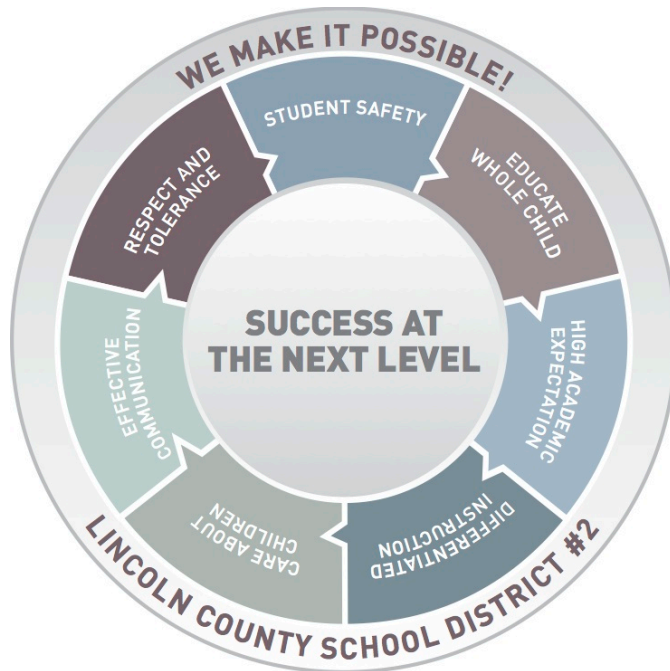 WE MAKE IT POSSIBLE!
STUDENT SAFETY
EDUCATE
WHOLE CHILD
HIGH ACADEMIC
EXPECTATION
DIFFERENTIATED
INSTRUCTION
CARE ABOUT
CHILDREN
EFFECTIVE
COMMUNICATION
RESPECT AND
TOLERANCE
SUCCESS AT
THE NEXT LEVEL
LINCOLN COUNTY SCHOOL DISTRICT #2